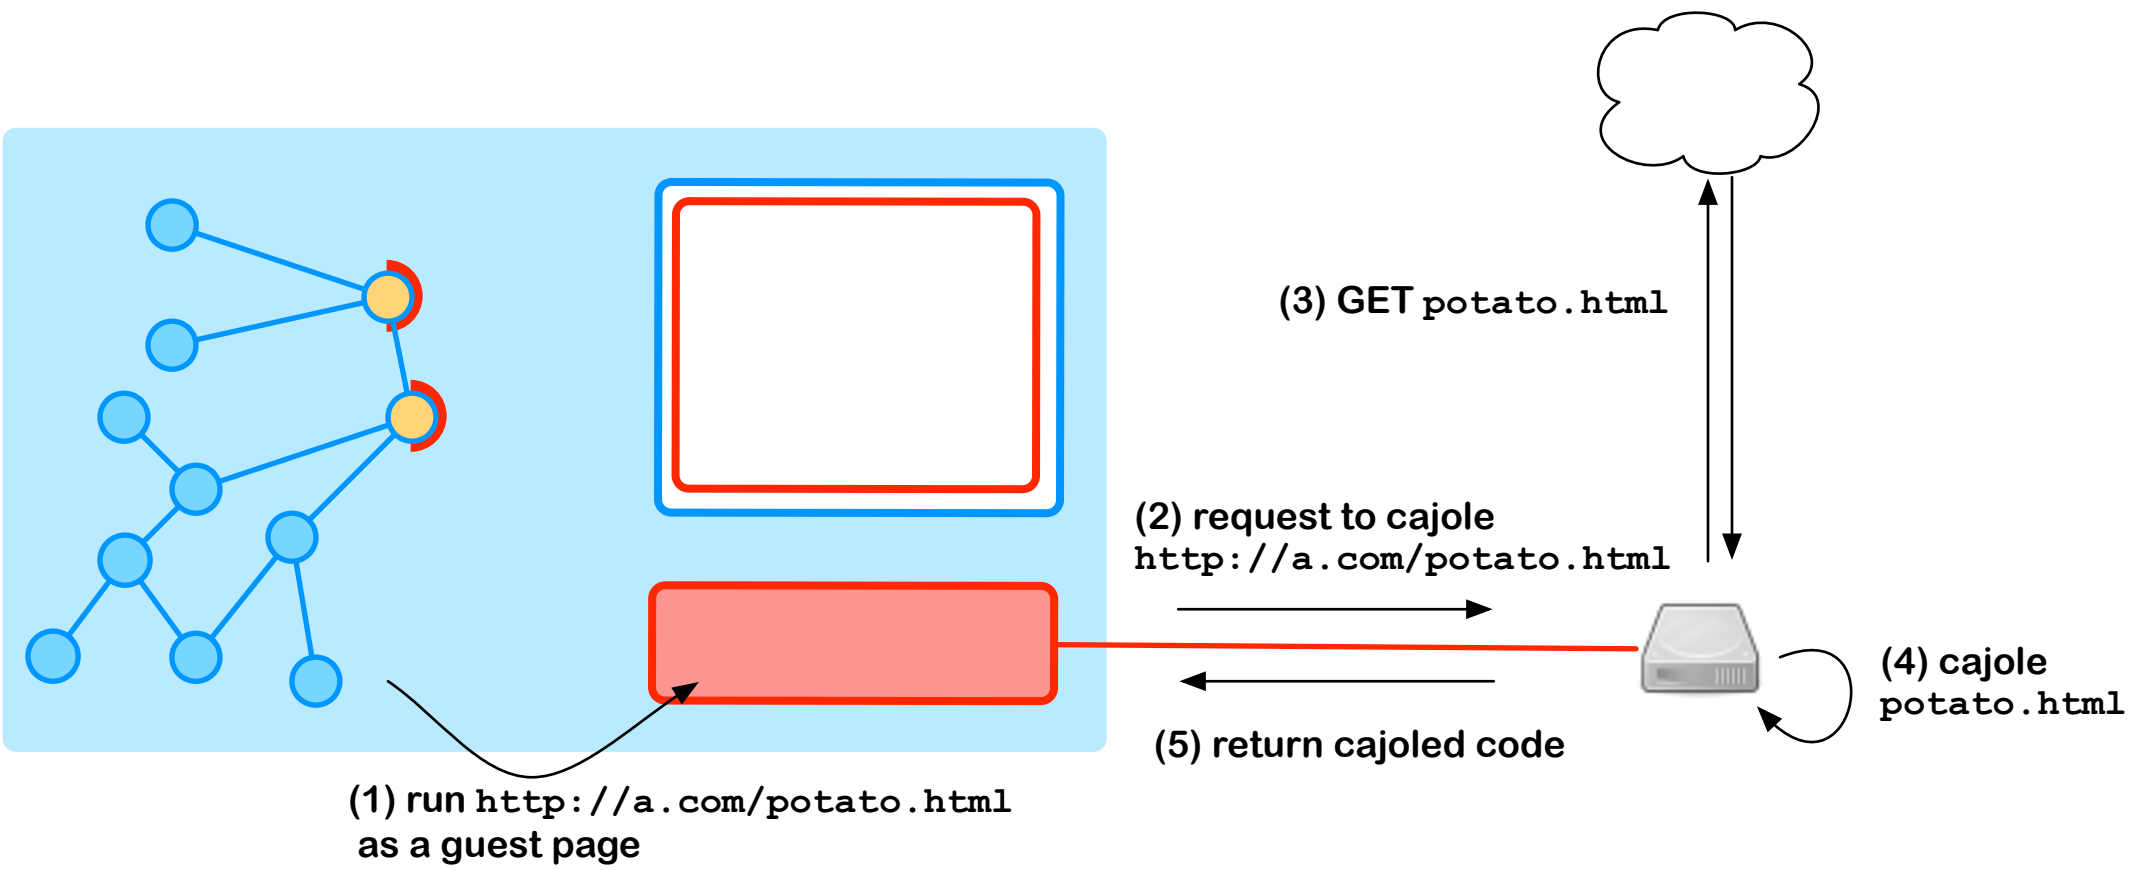 (3) GET potato.html
(2) request to cajole
http://a.com/potato.html
(4) cajole
potato.html
(5) return cajoled code
(1) run http://a.com/potato.html
as a guest page